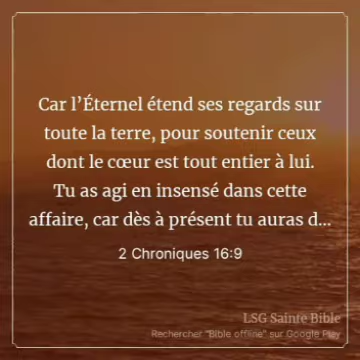 Car l’Éternel étend ses regards sur
toute la terre, pour soutenir ceux
dont le cœur est tout entier à lui.
Tu as agi en insensé dans cette
affaire, car dès à présent tu auras d...
2 Chroniques 16:9
LSG Sainte Bible
Rechercher "Bible offline" sur Google Play